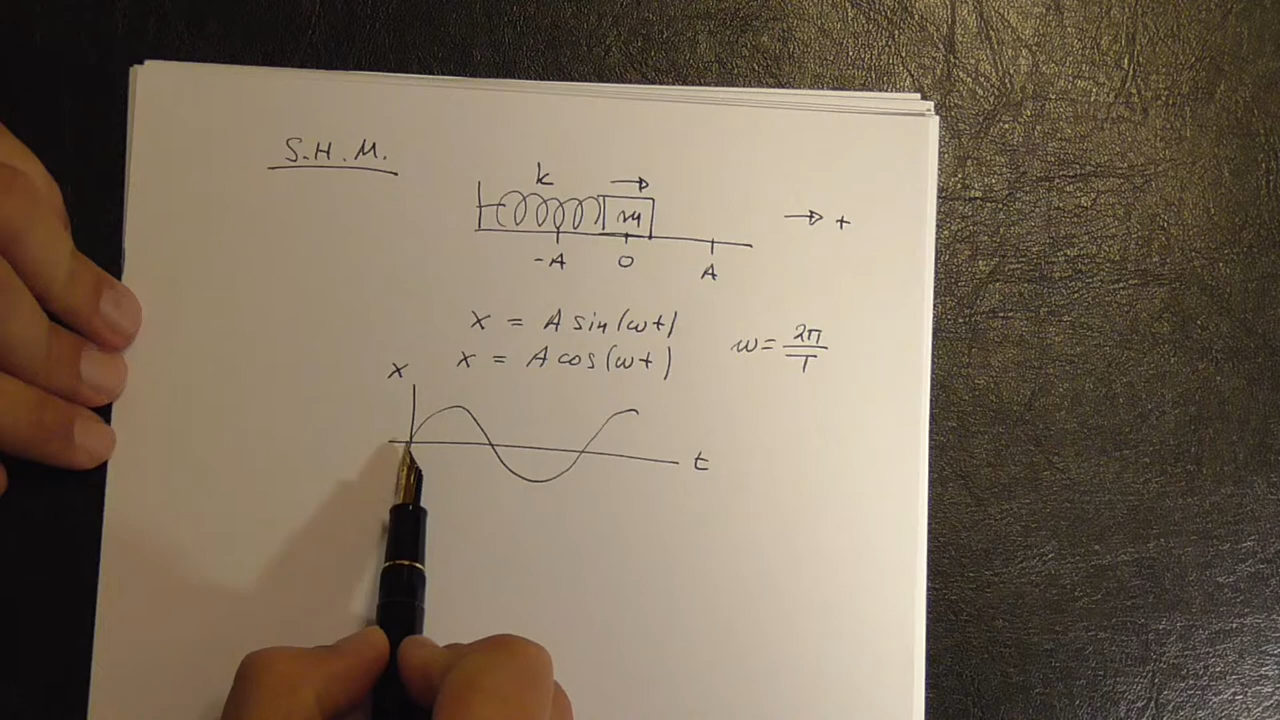 S.H.M.
k
M
→ +
-A 0 A
x = A sin(ωt)
x = A cos(ωt)
ω = 2π/T
x
t